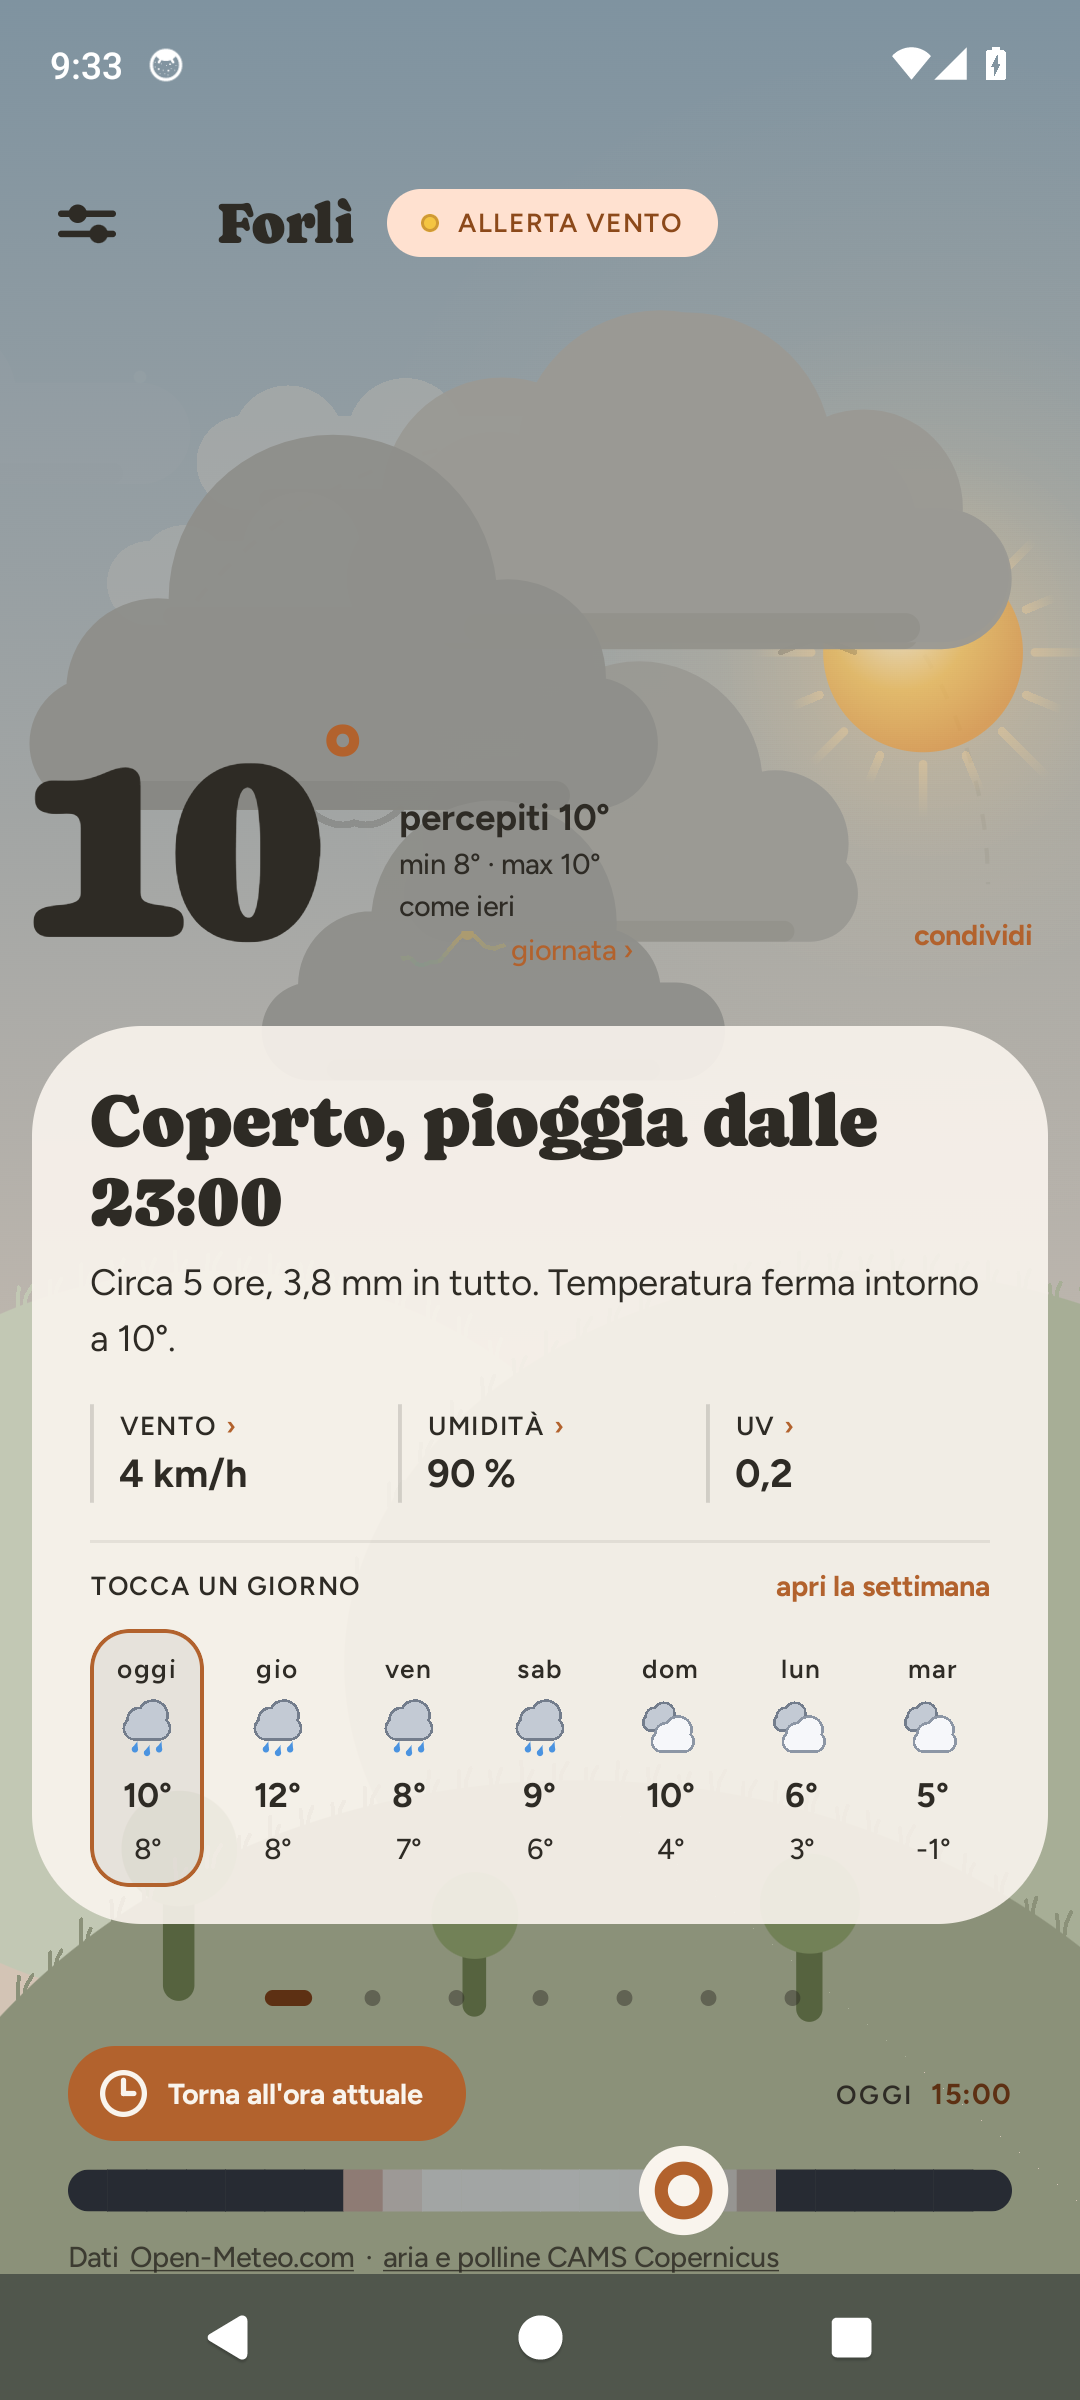 9:33
Forlì
ALLERTA VENTO
10°
percepiti 10°
min 8° · max 10°
come ieri
giornata ›
condividi
Coperto, pioggia dalle
23:00
Circa 5 ore, 3,8 mm in tutto. Temperatura ferma intorno
a 10°.
VENTO › UMIDITÀ › UV ›
4 km/h 90 % 0,2
TOCCA UN GIORNO apri la settimana
oggi gio ven sab dom lun mar
10° 12° 8° 9° 10° 6° 5°
8° 8° 7° 6° 4° 3° -1°
Torna all'ora attuale OGGI 15:00
Dati Open-Meteo.com · aria e polline CAMS Copernicus